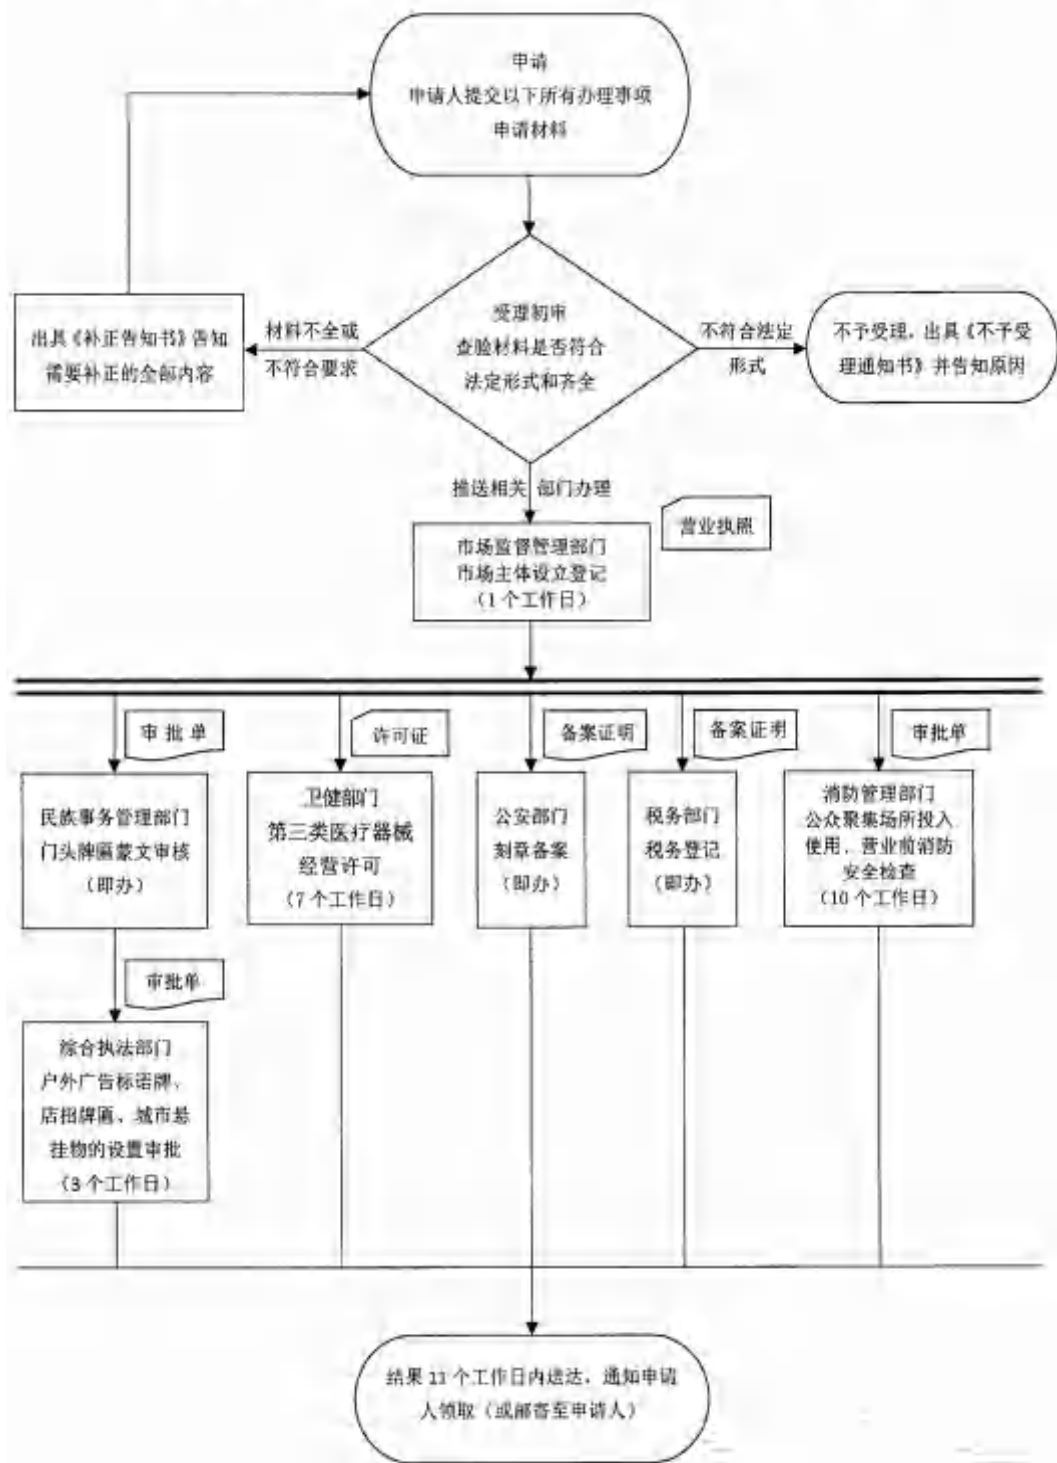 申请
申请人提交以下所有办理事项
申请材料
受理初审
查验材料是否符合
法定形式和齐全
材料不全或
不符合要求
出具《补正告知书》告知
需要补正的全部内容
不符合法定
形式
不予受理，出具《不予受
理通知书》并告知原因
推送相关 部门办理
营业执照
市场监督管理部门
市场主体设立登记
（1 个工作日）
审 批 单
许可证
备案证明
备案证明
审批单
民族事务管理部门
门头牌匾蒙文审核
（即办）
卫健部门
第三类医疗器械
经营许可
（7 个工作日）
公安部门
刻章备案
（即办）
税务部门
税务登记
（即办）
消防管理部门
公众聚集场所投入
使用、营业前消防
安全检查
（10 个工作日）
审批单
综合执法部门
户外广告标语牌、
店招牌匾、城市悬
挂物的设置审批
（3 个工作日）
结果 11 个工作日内送达，通知申请
人领取（或邮寄至申请人）